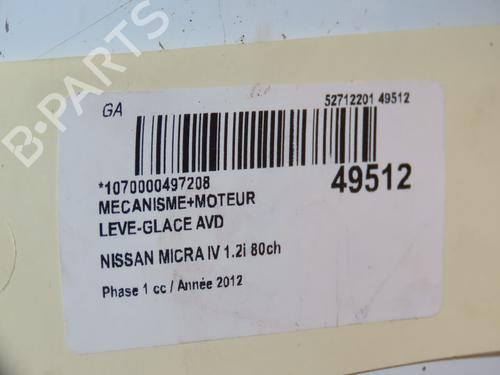 GA
52712201 49512
*1070000497208
49512
MECANISME+MOTEUR
LEVE-GLACE AVD
NISSAN MICRA IV 1.2i 80ch
Phase 1 cc / Année 2012
B-PARTS